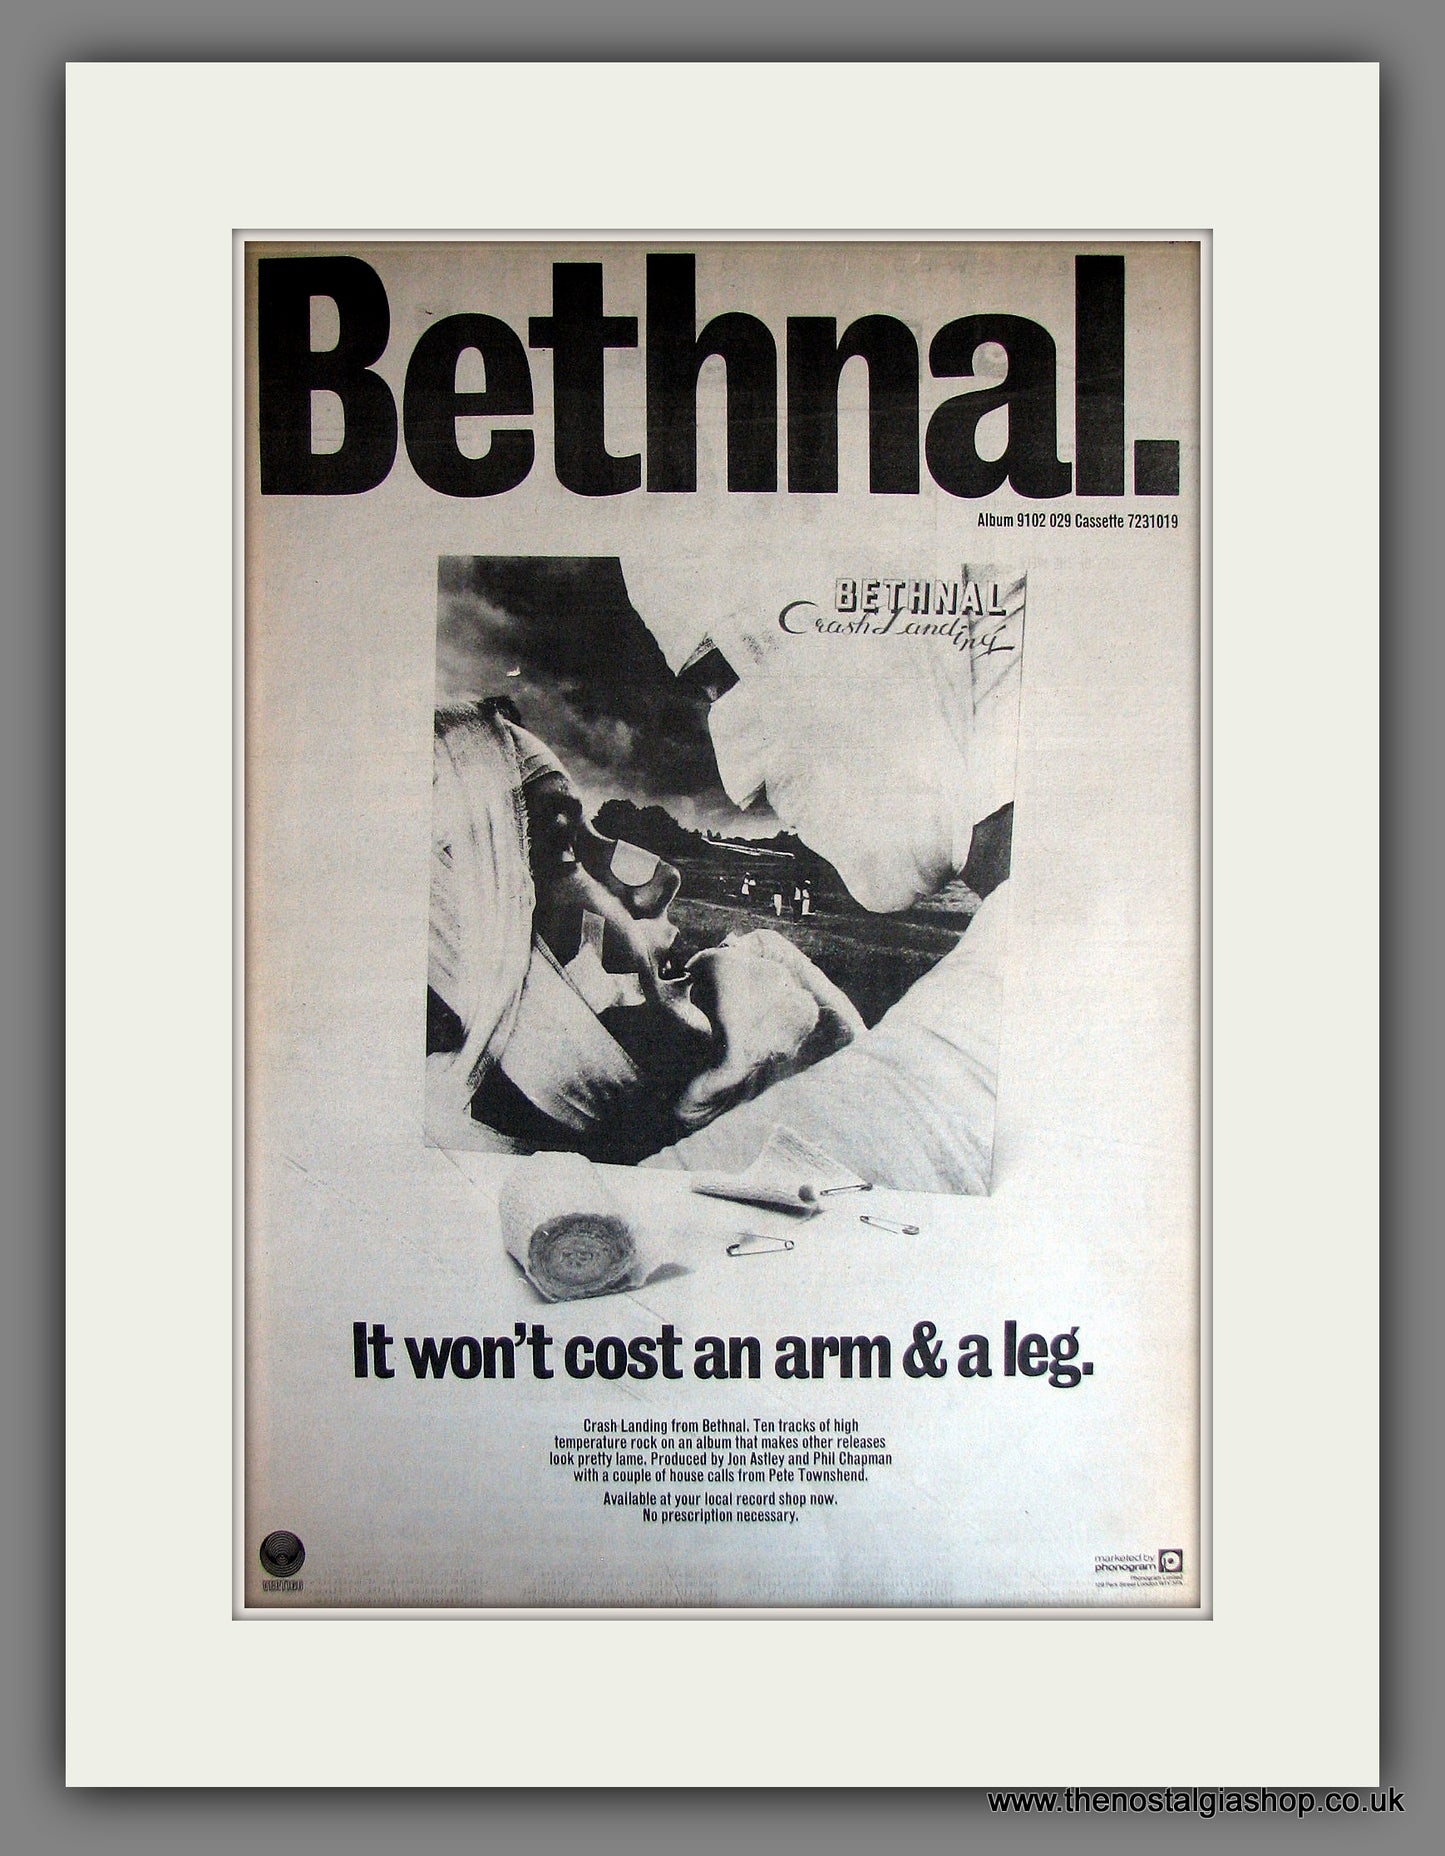 Bethnal.
Album 9102 029 Cassette 7231019
BETHNAL
Crash Landing
It won't cost an arm & a leg.
Crash Landing from Bethnal. Ten tracks of high
temperature rock on an album that makes other releases
look pretty lame. Produced by Jon Astley and Phil Chapman
with a couple of house calls from Pete Townshend.
Available at your local record shop now.
No prescription necessary.
VERTIGO
marketed by
phonogram
Phonogram Limited
www.thenostalgiashop.co.uk